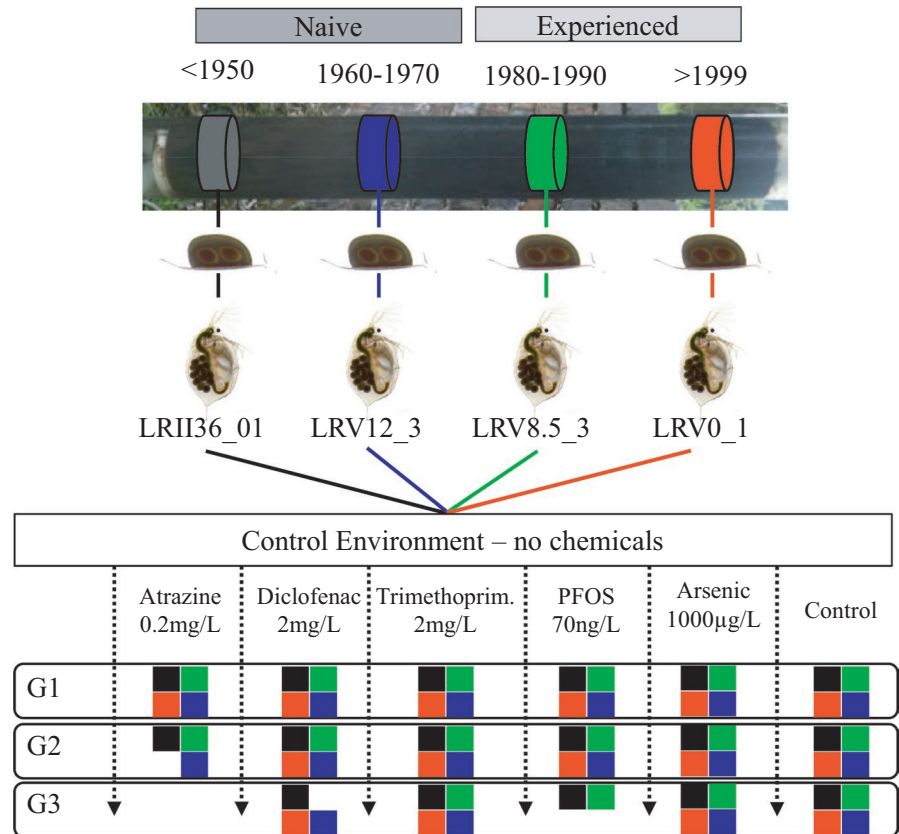 Naive Experienced
<1950 1960-1970 1980-1990 >1999
LRII36_01 LRV12_3 LRV8.5_3 LRV0_1
Control Environment – no chemicals
Atrazine Diclofenac Trimethoprim. PFOS Arsenic Control
0.2mg/L 2mg/L 2mg/L 70ng/L 1000µg/L
G1
G2
G3